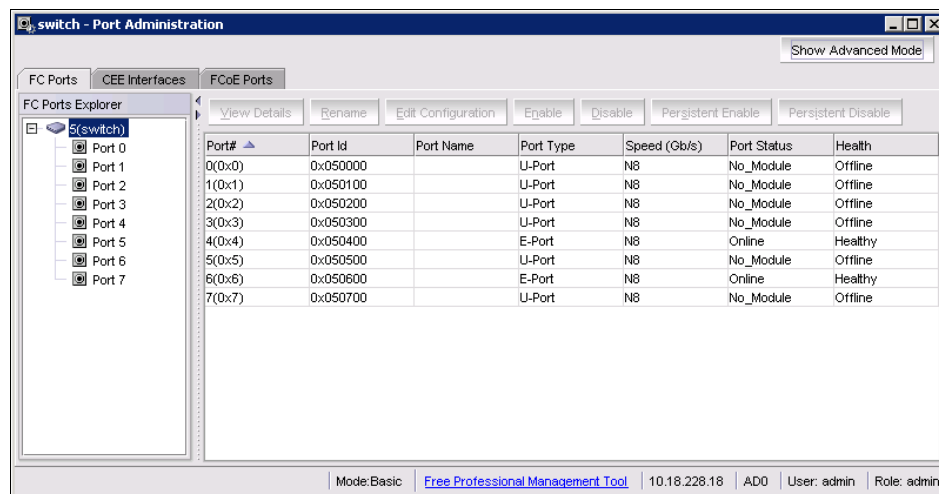 switch - Port Administration
Show Advanced Mode
FC Ports CEE Interfaces FCoE Ports
FC Ports Explorer
5(switch)
Port 0
Port 1
Port 2
Port 3
Port 4
Port 5
Port 6
Port 7
View Details Rename Edit Configuration Enable Disable Persistent Enable Persistent Disable
Port# Port Id Port Name Port Type Speed (Gb/s) Port Status Health
0(0x0) 0x050000 U-Port N8 No_Module Offline
1(0x1) 0x050100 U-Port N8 No_Module Offline
2(0x2) 0x050200 U-Port N8 No_Module Offline
3(0x3) 0x050300 U-Port N8 No_Module Offline
4(0x4) 0x050400 E-Port N8 Online Healthy
5(0x5) 0x050500 U-Port N8 No_Module Offline
6(0x6) 0x050600 E-Port N8 Online Healthy
7(0x7) 0x050700 U-Port N8 No_Module Offline
Mode:Basic Free Professional Management Tool 10.18.228.18 AD0 User: admin Role: admin